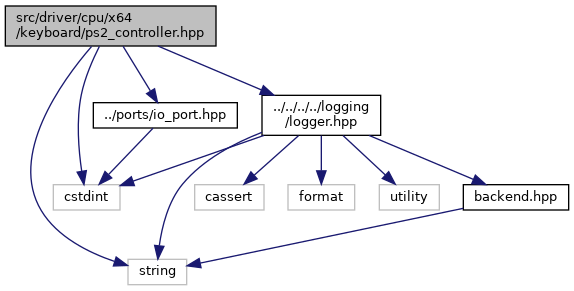 src/driver/cpu/x64
/keyboard/ps2_controller.hpp
../ports/io_port.hpp
../../../../logging
/logger.hpp
cstdint
cassert
format
utility
backend.hpp
string